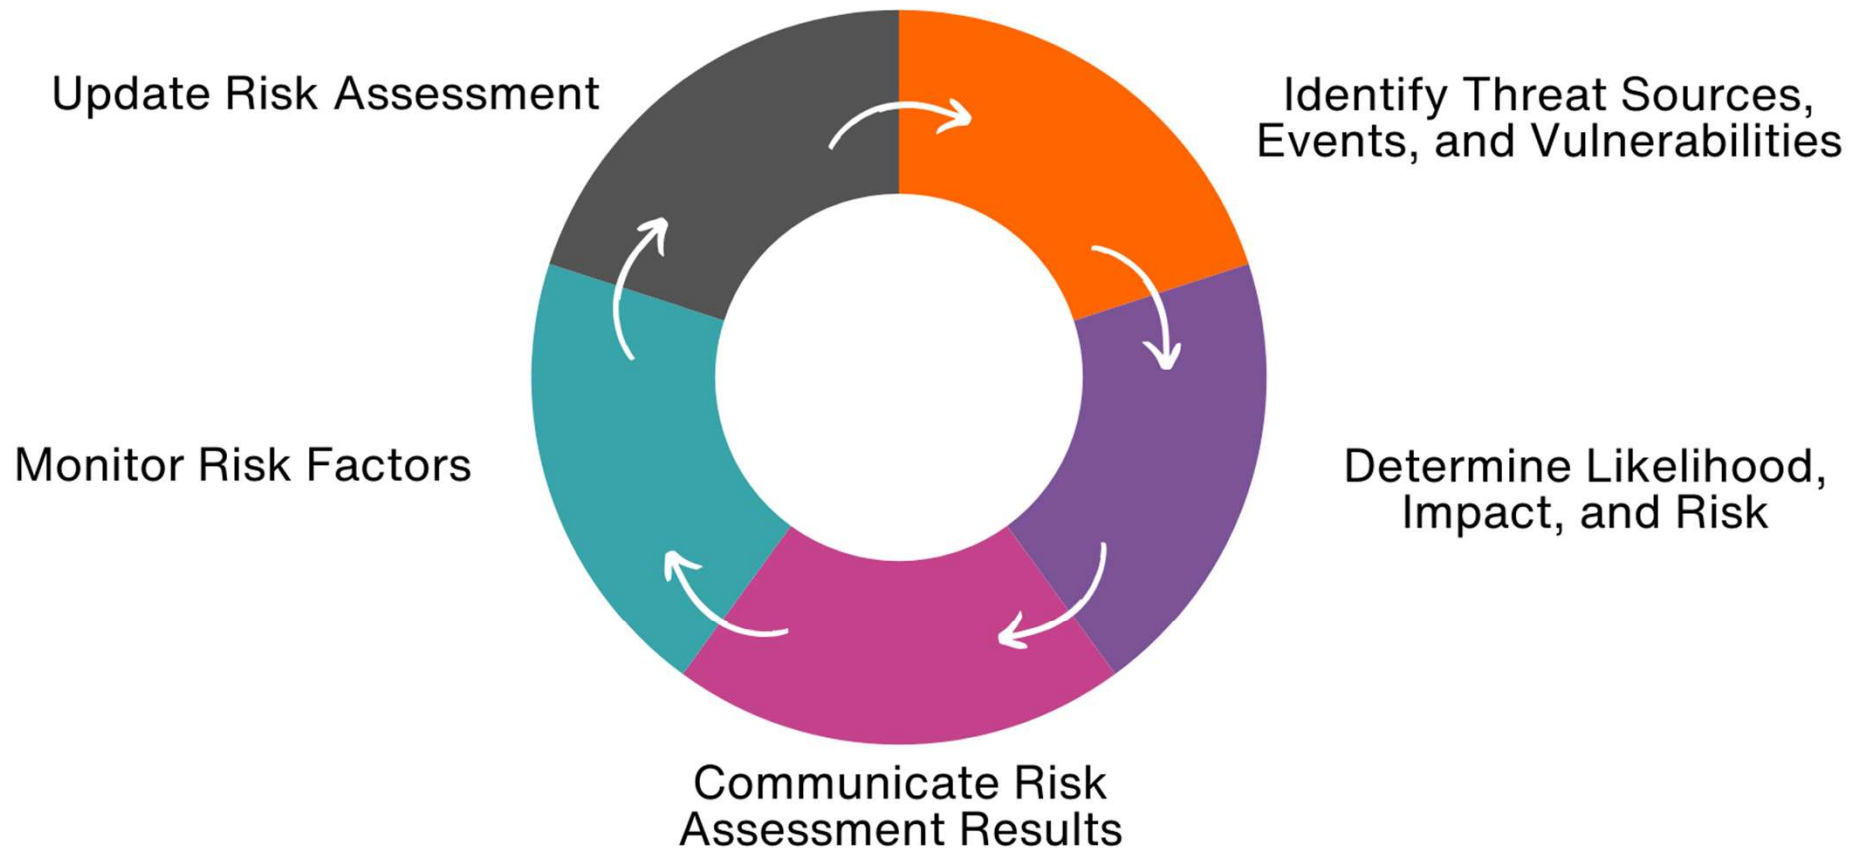 Update Risk Assessment
Identify Threat Sources,
Events, and Vulnerabilities
Monitor Risk Factors
Determine Likelihood,
Impact, and Risk
Communicate Risk
Assessment Results